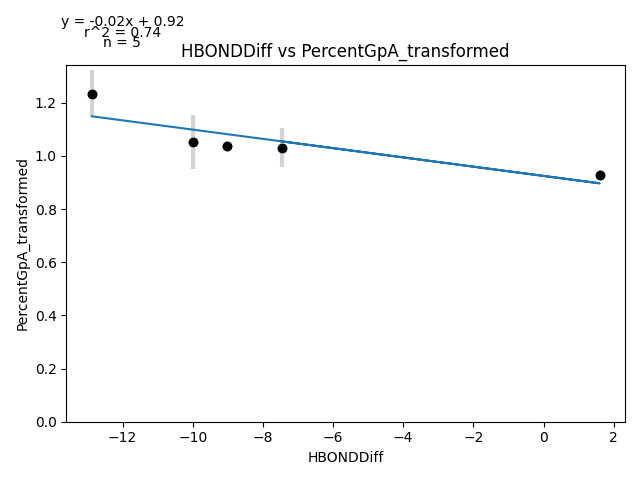 y = -0.02x + 0.92
r^2 = 0.74
n = 5
HBONDDiff vs PercentGpA_transformed
PercentGpA_transformed
1.2
1.0
0.8
0.6
0.4
0.2
0.0
−12 −10 −8 −6 −4 −2 0 2
HBONDDiff